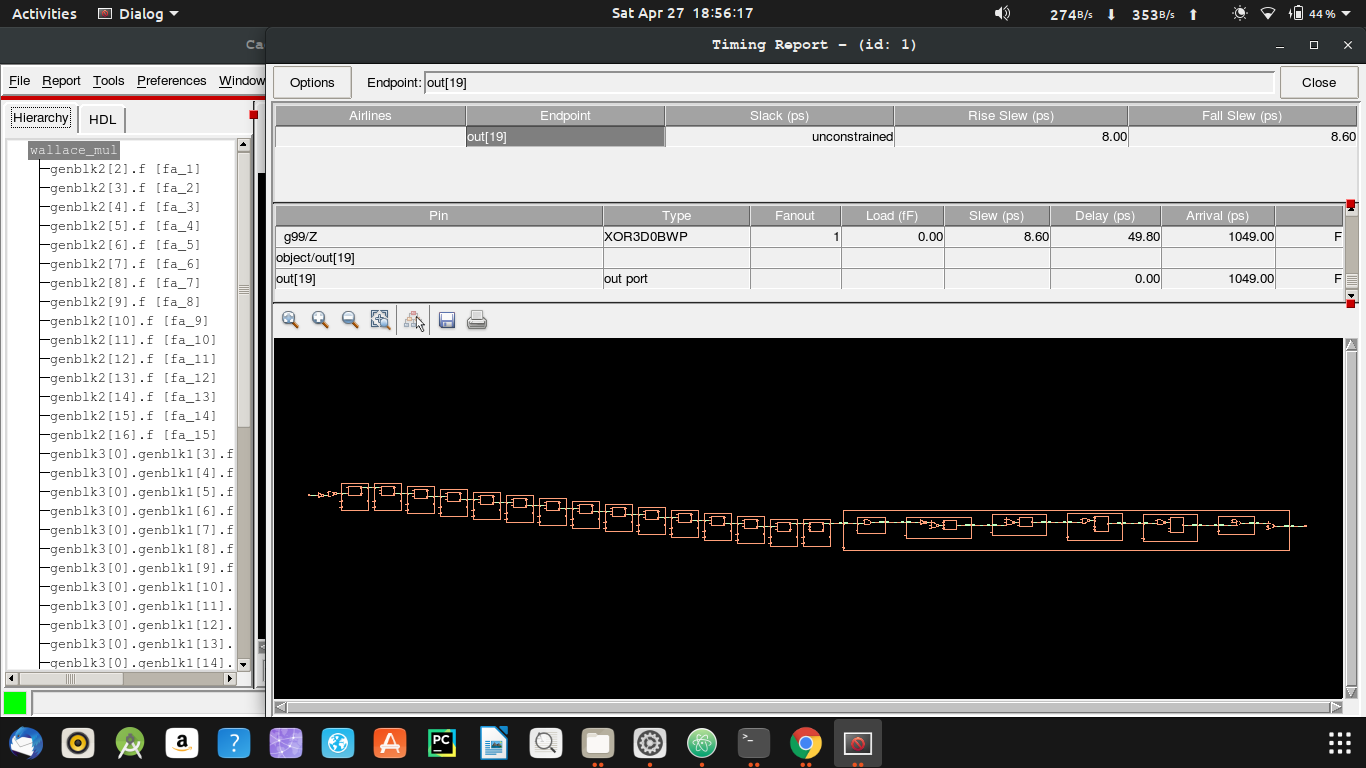 Activities Dialog Sat Apr 27 18:56:17 274B/s 353B/s 44%
Ca Timing Report - (id: 1)
File Report Tools Preferences Window
Options Endpoint: out[19] Close
Hierarchy HDL
Airlines Endpoint Slack (ps) Rise Slew (ps) Fall Slew (ps)
out[19] unconstrained 8.00 8.60
Pin Type Fanout Load (fF) Slew (ps) Delay (ps) Arrival (ps)
g99/Z XOR3D0BWP 1 0.00 8.60 49.80 1049.00 F
object/out[19]
out[19] out port 0.00 1049.00 F
wallace_mul
genblk2[2].f [fa_1]
genblk2[3].f [fa_2]
genblk2[4].f [fa_3]
genblk2[5].f [fa_4]
genblk2[6].f [fa_5]
genblk2[7].f [fa_6]
genblk2[8].f [fa_7]
genblk2[9].f [fa_8]
genblk2[10].f [fa_9]
genblk2[11].f [fa_10]
genblk2[12].f [fa_11]
genblk2[13].f [fa_12]
genblk2[14].f [fa_13]
genblk2[15].f [fa_14]
genblk2[16].f [fa_15]
genblk3[0].genblk1[3].f
genblk3[0].genblk1[4].f
genblk3[0].genblk1[5].f
genblk3[0].genblk1[6].f
genblk3[0].genblk1[7].f
genblk3[0].genblk1[8].f
genblk3[0].genblk1[9].f
genblk3[0].genblk1[10].
genblk3[0].genblk1[11].
genblk3[0].genblk1[12].
genblk3[0].genblk1[13].
genblk3[0].genblk1[14].
a ? A PC >_